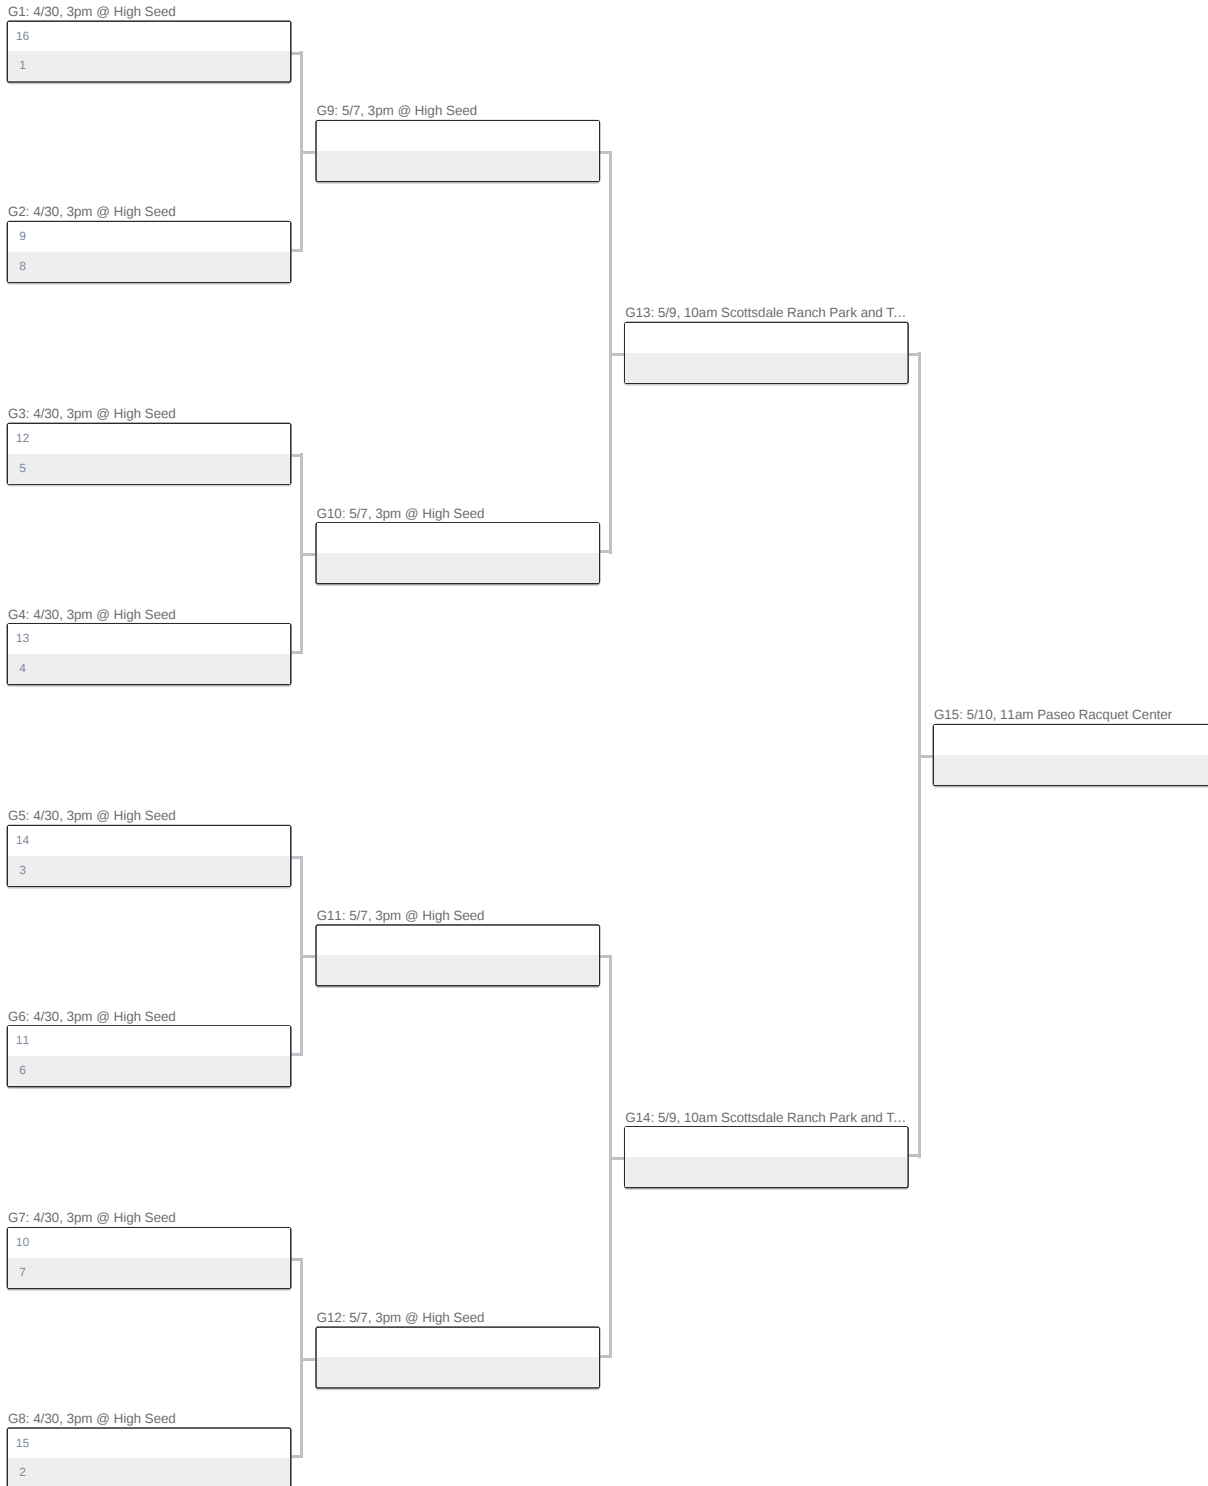 G1: 4/30, 3pm @ High Seed
16
1
G9: 5/7, 3pm @ High Seed
G2: 4/30, 3pm @ High Seed
9
8
G13: 5/9, 10am Scottsdale Ranch Park and T...
G3: 4/30, 3pm @ High Seed
12
5
G10: 5/7, 3pm @ High Seed
G4: 4/30, 3pm @ High Seed
13
4
G15: 5/10, 11am Paseo Racquet Center
G5: 4/30, 3pm @ High Seed
14
3
G11: 5/7, 3pm @ High Seed
G6: 4/30, 3pm @ High Seed
11
6
G14: 5/9, 10am Scottsdale Ranch Park and T...
G7: 4/30, 3pm @ High Seed
10
7
G12: 5/7, 3pm @ High Seed
G8: 4/30, 3pm @ High Seed
15
2